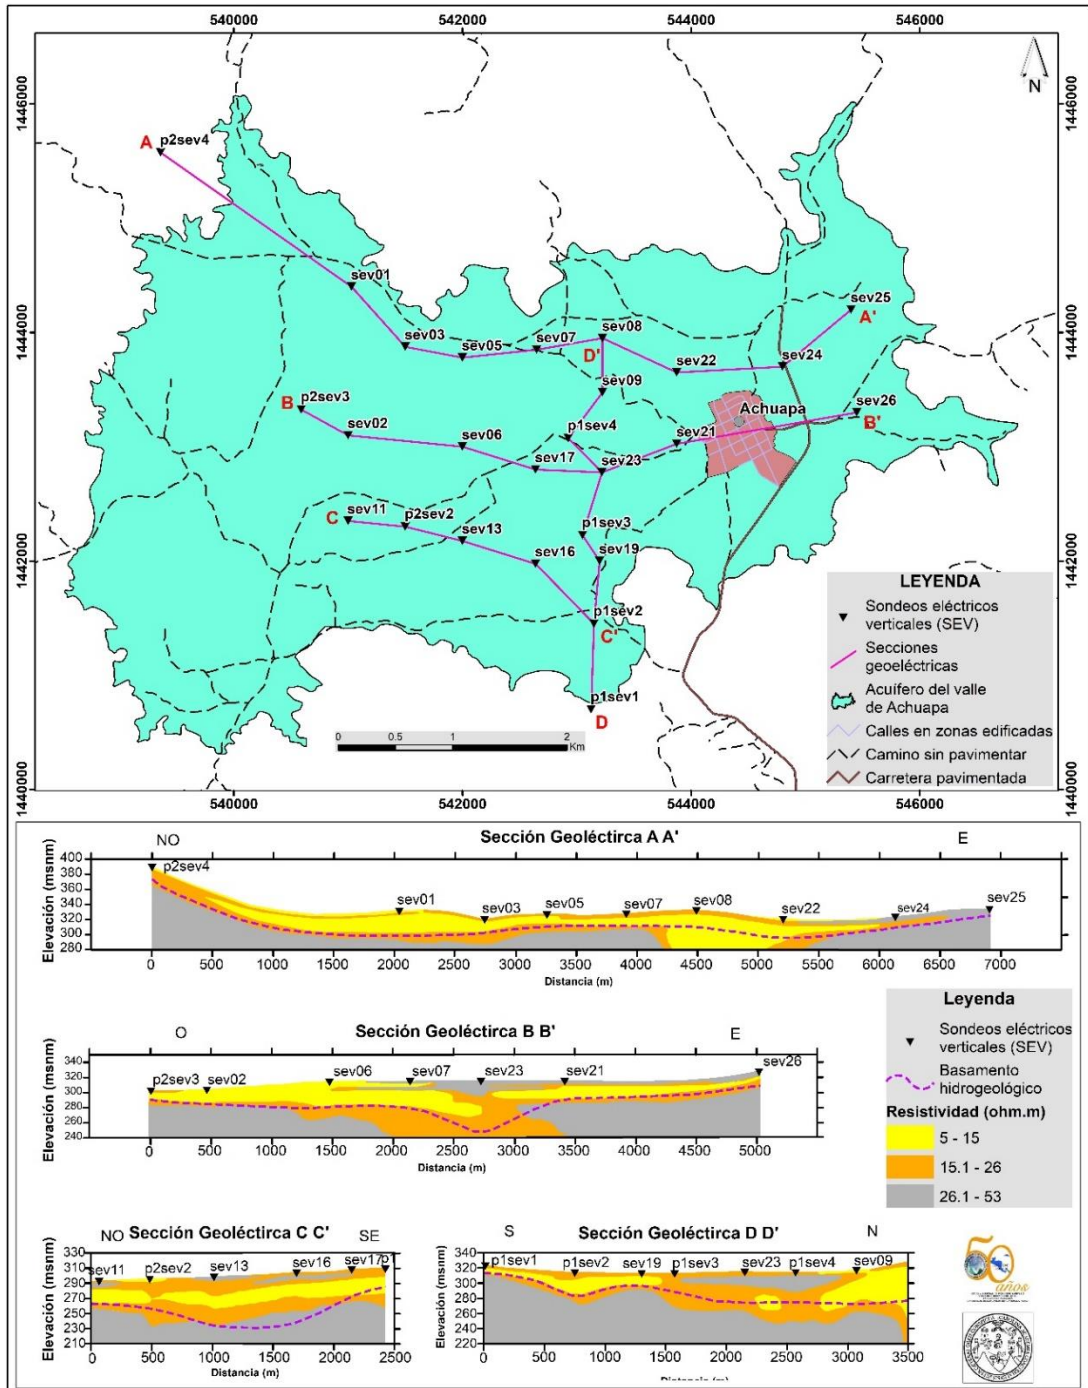 540000
542000
544000
546000
1446000
1446000
N
A
p2sev4
sev01
sev25
sev03
sev05
sev07
sev08
A'
D'
sev22
sev24
sev09
p2sev3
B
sev02
p1sev4
Achuapa
sev26
B'
sev06
sev21
sev17
sev23
1444000
1444000
C
sev11
p2sev2
sev13
p1sev3
sev16
sev19
1442000
1442000
p1sev2
C'
p1sev1
D
0
0.5
1
2
Km
LEYENDA
Sondeos eléctricos
verticales (SEV)
Secciones
geoeléctricas
Acuífero del valle
de Achuapa
Calles en zonas edificadas
Camino sin pavimentar
Carretera pavimentada
1440000
1440000
540000
542000
544000
546000
NO
Sección Geoléctirca A A'
E
Elevación (msnm)
400
380
360
340
320
300
280
p2sev4
sev01
sev03
sev05
sev07
sev08
sev22
sev24
sev25
0
500
1000
1500
2000
2500
3000
3500
4000
4500
5000
5500
6000
6500
7000
Distancia (m)
O
Sección Geoléctirca B B'
E
Elevación (msnm)
340
320
300
280
260
240
p2sev3
sev02
sev06
sev07
sev23
sev21
sev26
0
500
1000
1500
2000
2500
3000
3500
4000
4500
5000
Distancia (m)
Leyenda
Sondeos eléctricos
verticales (SEV)
Basamento
hidrogeológico
Resistividad (ohm.m)
5 - 15
15.1 - 26
26.1 - 53
NO
Sección Geoléctirca C C'
SE
Elevación (msnm)
330
310
290
270
250
230
210
sev11
p2sev2
sev13
sev16
sev17
p1
0
500
1000
1500
2000
2500
Distancia (m)
S
Sección Geoléctirca D D'
N
Elevación (msnm)
340
320
300
280
260
240
220
p1sev1
p1sev2
sev19
p1sev3
sev23
p1sev4
sev09
0
500
1000
1500
2000
2500
3000
3500
50
años